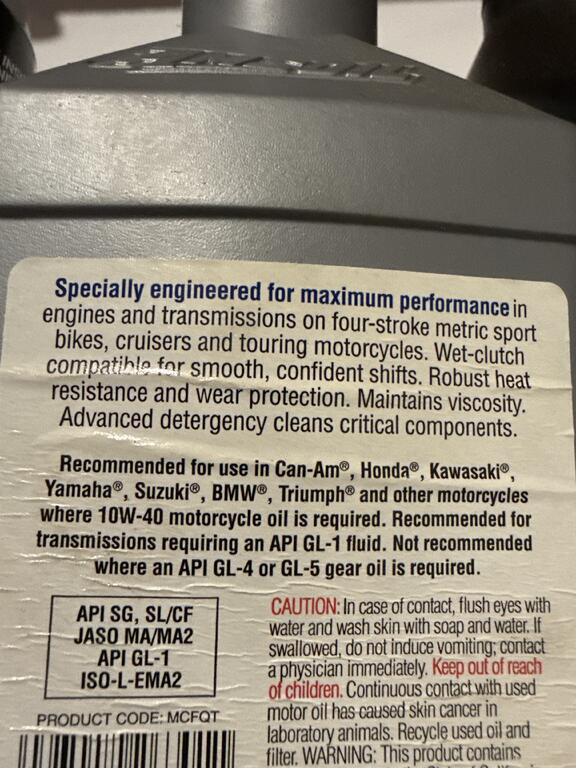 Specially engineered for maximum performance in
engines and transmissions on four-stroke metric sport
bikes, cruisers and touring motorcycles. Wet-clutch
compatible for smooth, confident shifts. Robust heat
resistance and wear protection. Maintains viscosity.
Advanced detergency cleans critical components.
Recommended for use in Can-Am®, Honda®, Kawasaki®,
Yamaha®, Suzuki®, BMW®, Triumph® and other motorcycles
where 10W-40 motorcycle oil is required. Recommended for
transmissions requiring an API GL-1 fluid. Not recommended
where an API GL-4 or GL-5 gear oil is required.
API SG, SL/CF
JASO MA/MA2
API GL-1
ISO-L-EMA2
PRODUCT CODE: MCFQT
CAUTION: In case of contact, flush eyes with
water and wash skin with soap and water. If
swallowed, do not induce vomiting; contact
a physician immediately. Keep out of reach
of children. Continuous contact with used
motor oil has caused skin cancer in
laboratory animals. Recycle used oil and
filter. WARNING: This product contains